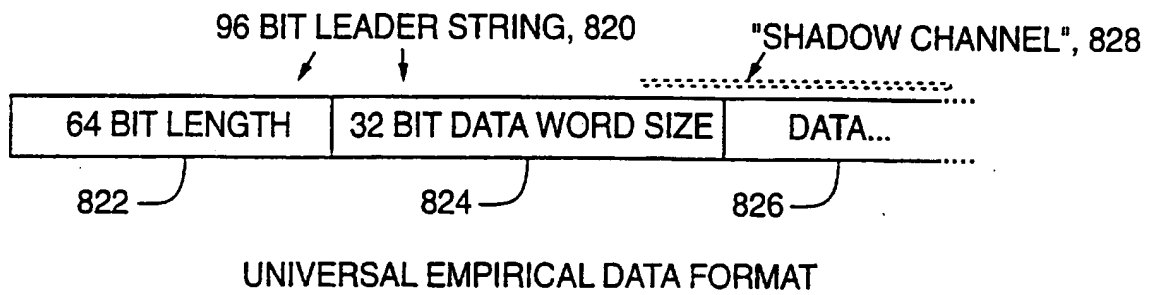 96 BIT LEADER STRING, 820
"SHADOW CHANNEL", 828
64 BIT LENGTH
32 BIT DATA WORD SIZE
DATA...
822
824
826
UNIVERSAL EMPIRICAL DATA FORMAT